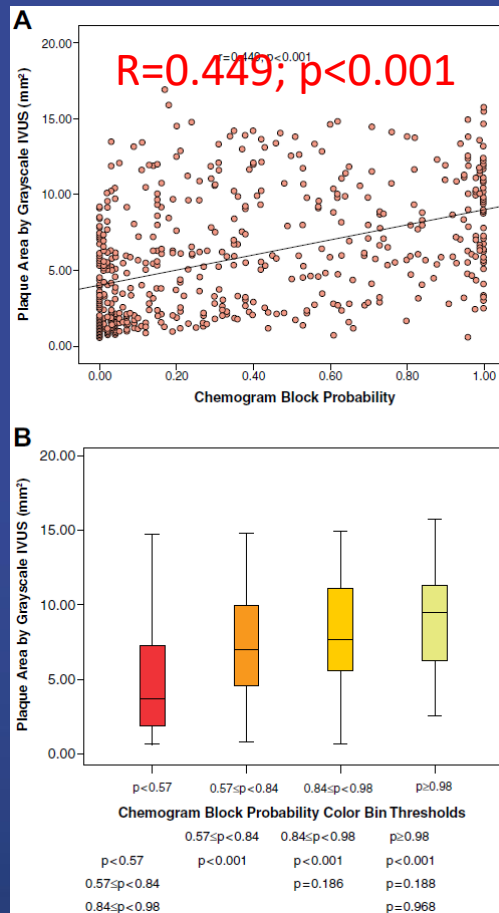 A
R=0.449; p<0.001
r=0.449; p<0.001
Plaque Area by Grayscale IVUS (mm²)
20.00
15.00
10.00
5.00
0.00
0.00 0.20 0.40 0.60 0.80 1.00
Chemogram Block Probability
B
Plaque Area by Grayscale IVUS (mm²)
20.00
15.00
10.00
5.00
0.00
p<0.57 0.57≤p<0.84 0.84≤p<0.98 p≥0.98
Chemogram Block Probability Color Bin Thresholds
0.57≤p<0.84 0.84≤p<0.98 p≥0.98
p<0.57 p<0.001 p<0.001 p<0.001
0.57≤p<0.84 p=0.186 p=0.188
0.84≤p<0.98 p=0.968